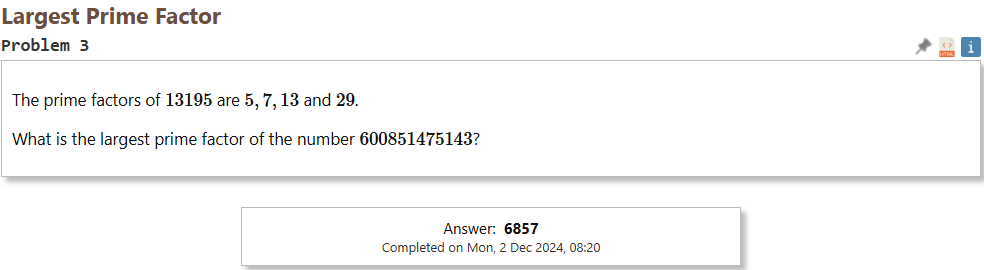 Largest Prime Factor
Problem 3
<>
HTML
i
The prime factors of 13195 are 5, 7, 13 and 29.
What is the largest prime factor of the number 600851475143?
Answer: 6857
Completed on Mon, 2 Dec 2024, 08:20